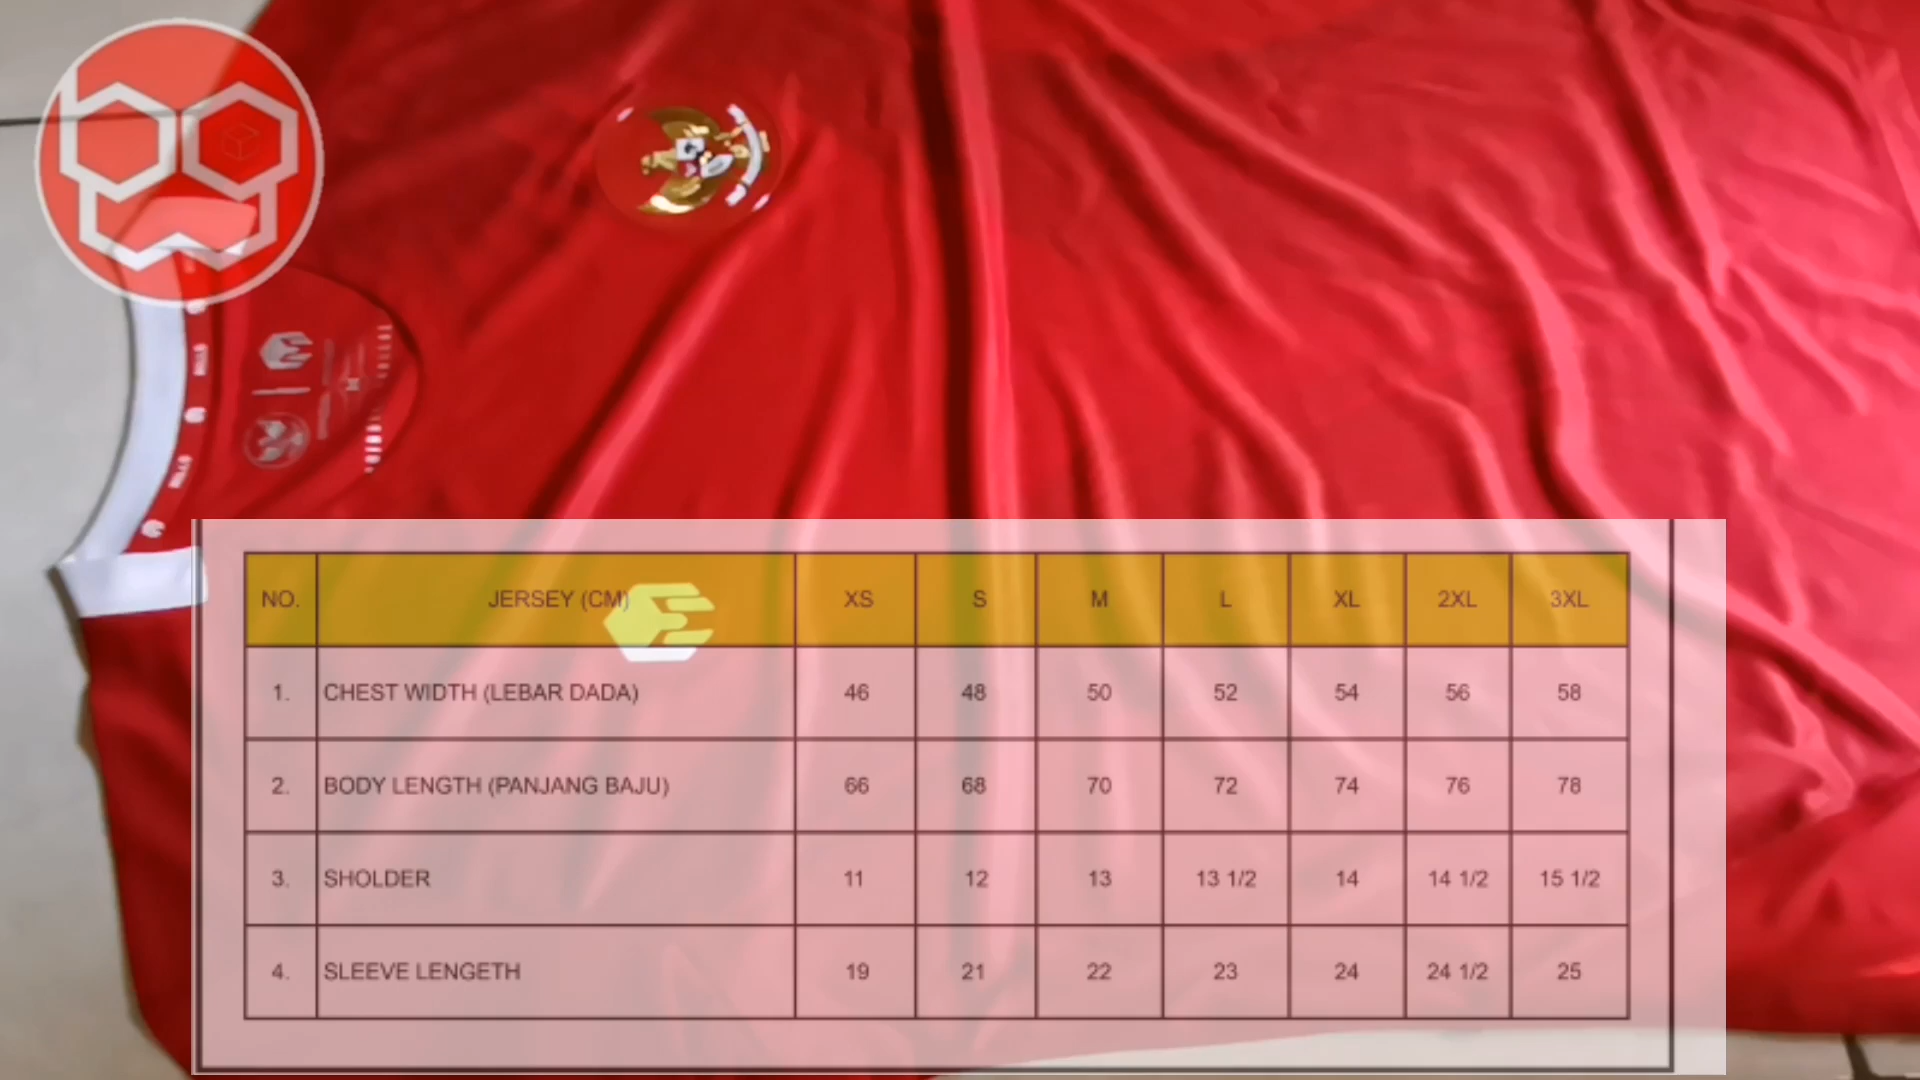 NO. JERSEY (CM) XS S M L XL 2XL 3XL
1. CHEST WIDTH (LEBAR DADA) 46 48 50 52 54 56 58
2. BODY LENGTH (PANJANG BAJU) 66 68 70 72 74 76 78
3. SHOLDER 11 12 13 13 1/2 14 14 1/2 15 1/2
4. SLEEVE LENGETH 19 21 22 23 24 24 1/2 25